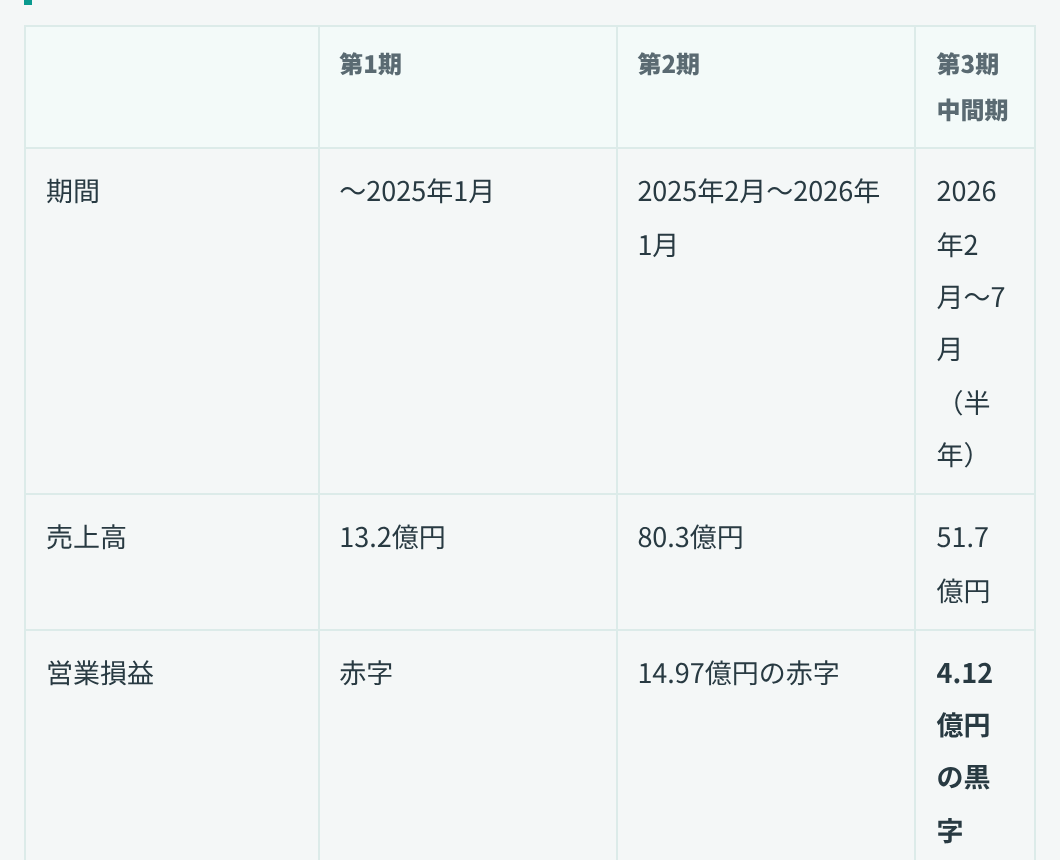 第1期
第2期
第3期
中間期
期間
～2025年1月
2025年2月～2026年
1月
2026
年2
月～7
月
（半
年）
売上高
13.2億円
80.3億円
51.7
億円
営業損益
赤字
14.97億円の赤字
4.12
億円
の黒
字